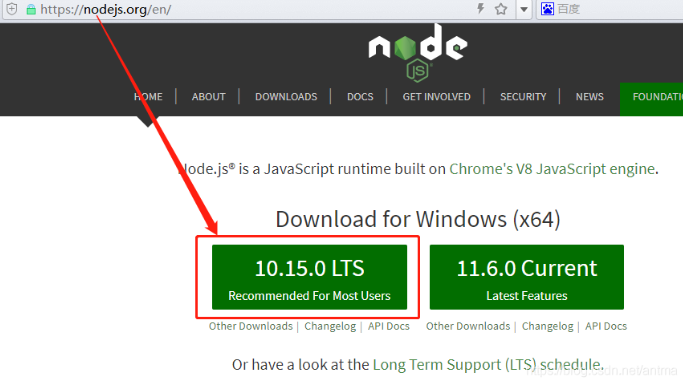 https://nodejs.org/en/
百度
node
JS
HOME | ABOUT | DOWNLOADS | DOCS | GET INVOLVED | SECURITY | NEWS FOUNDATI
Node.js® is a JavaScript runtime built on Chrome's V8 JavaScript engine.
Download for Windows (x64)
10.15.0 LTS
Recommended For Most Users
11.6.0 Current
Latest Features
Other Downloads | Changelog | API Docs
Other Downloads | Changelog | API Docs
Or have a look at the Long Term Support (LTS) schedule.
https://blog.csdn.net/antma